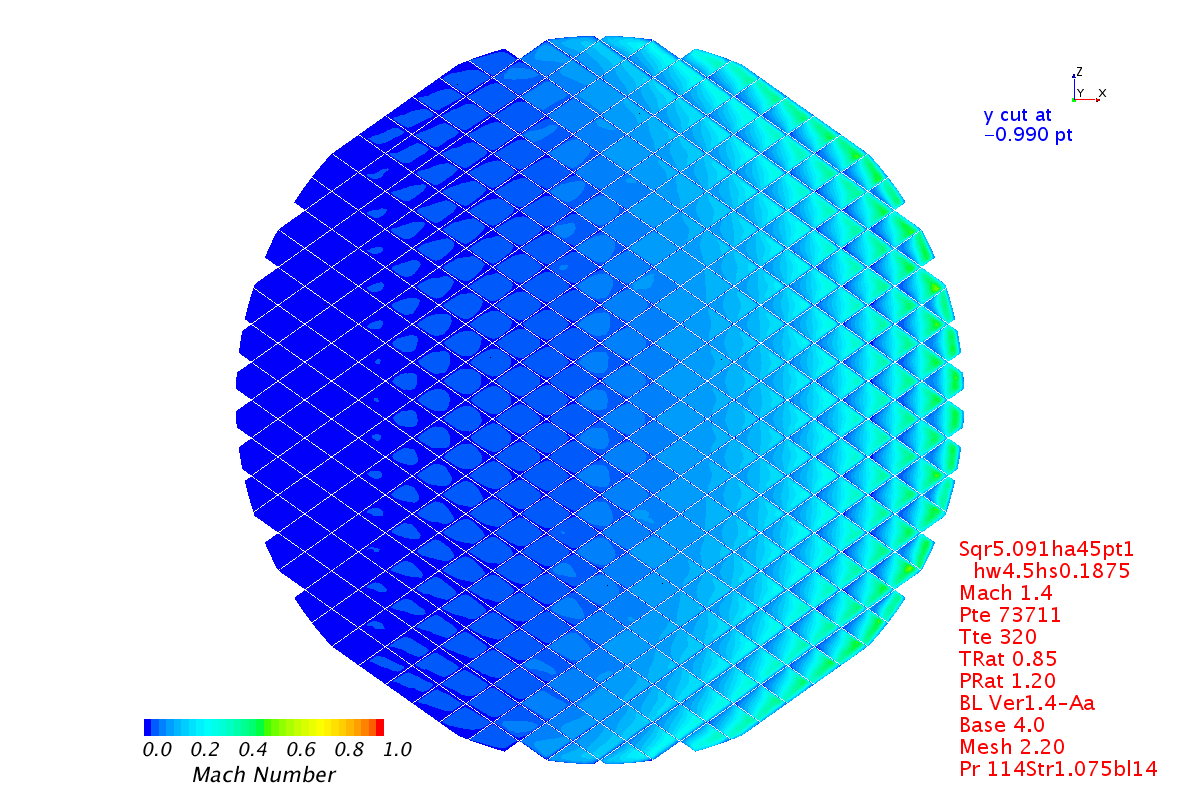 Z
Y X
y cut at
−0.990 pt
Sqr5.091ha45pt1
hw4.5hs0.1875
Mach 1.4
Pte 73711
Tte 320
TRat 0.85
PRat 1.20
BL Ver1.4−Aa
Base 4.0
Mesh 2.20
Pr 114Str1.075bl14
0.0 0.2 0.4 0.6 0.8 1.0
Mach Number